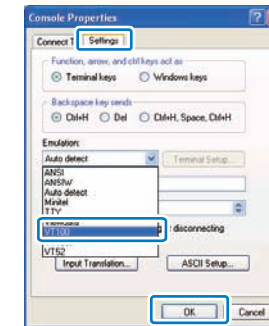 Console Properties
Connect T Settings
Function, arrow, and ctrl keys act as
Terminal keys Windows keys
Backspace key sends
Ctrl+H Del Ctrl+H, Space, Ctrl+H
Emulation:
Auto detect Terminal Setup...
ANSI
ANSIW
Auto detect
Minitel
TTY
VT100 disconnecting
VT52
Input Translation... ASCII Setup...
OK Cancel